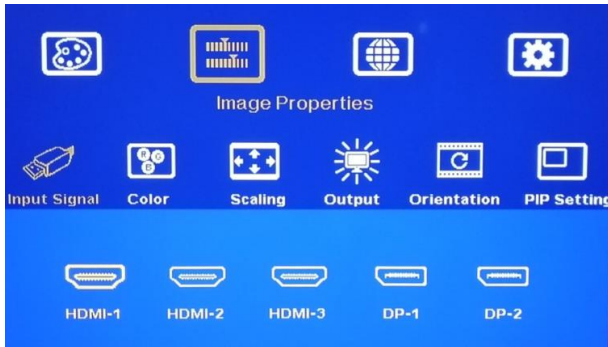 Image Properties
Input Signal Color Scaling Output Orientation PIP Setting
HDMI-1 HDMI-2 HDMI-3 DP-1 DP-2